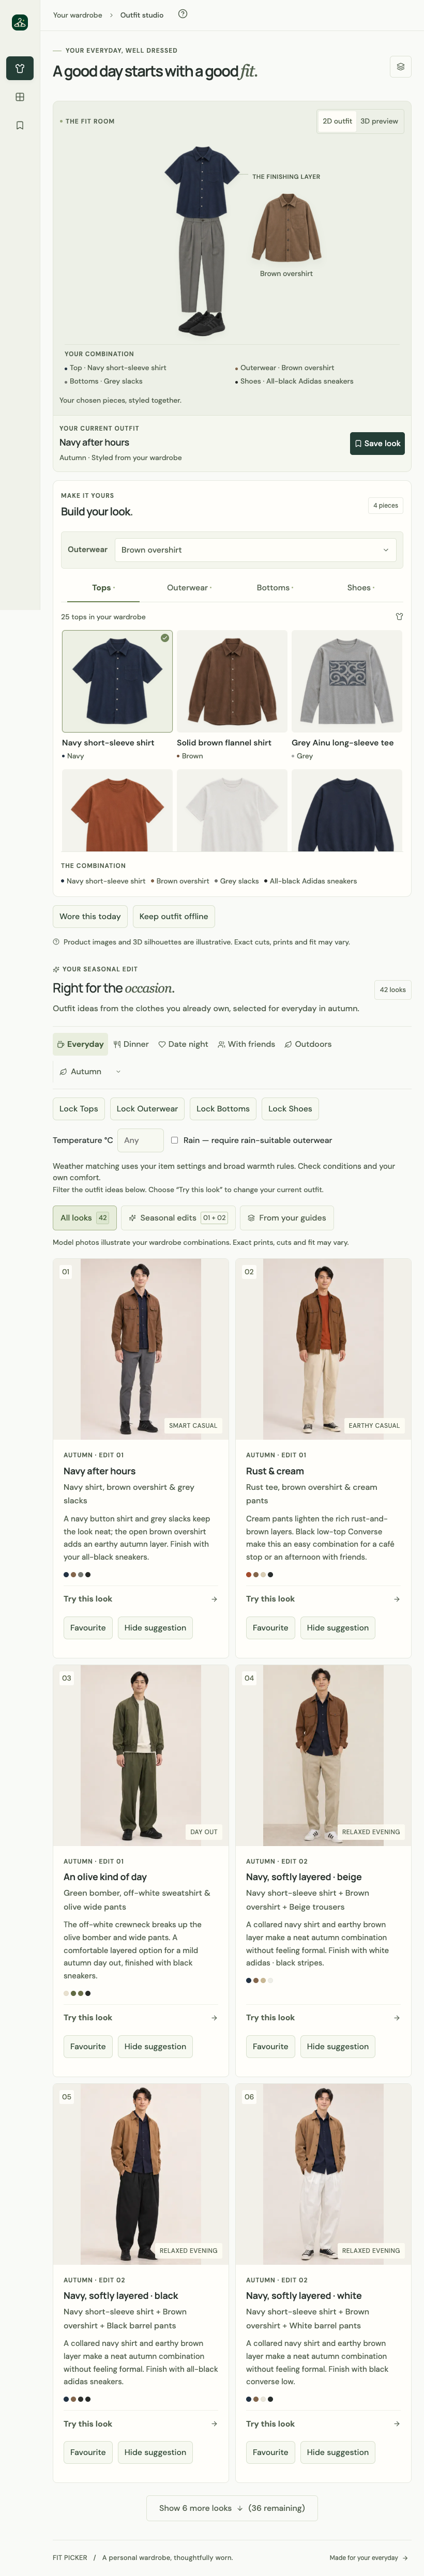 Your wardrobe › Outfit studio
YOUR EVERYDAY, WELL DRESSED
A good day starts with a good fit.
THE FIT ROOM
2D outfit 3D preview
THE FINISHING LAYER
Brown overshirt
YOUR COMBINATION
Top · Navy short-sleeve shirt
Outerwear · Brown overshirt
Bottoms · Grey slacks
Shoes · All-black Adidas sneakers
Your chosen pieces, styled together.
YOUR CURRENT OUTFIT
Navy after hours
Autumn · Styled from your wardrobe
Save look
MAKE IT YOURS
Build your look.
4 pieces
Outerwear Brown overshirt
Tops · Outerwear · Bottoms · Shoes ·
25 tops in your wardrobe
Navy short-sleeve shirt
Navy
Solid brown flannel shirt
Brown
Grey Ainu long-sleeve tee
Grey
THE COMBINATION
Navy short-sleeve shirt Brown overshirt Grey slacks All-black Adidas sneakers
Wore this today Keep outfit offline
Product images and 3D silhouettes are illustrative. Exact cuts, prints and fit may vary.
YOUR SEASONAL EDIT
Right for the occasion.
42 looks
Outfit ideas from the clothes you already own, selected for everyday in autumn.
Everyday Dinner Date night With friends Outdoors
Autumn
Lock Tops Lock Outerwear Lock Bottoms Lock Shoes
Temperature °C Any Rain — require rain-suitable outerwear
Weather matching uses your item settings and broad warmth rules. Check conditions and your
own comfort.
Filter the outfit ideas below. Choose "Try this look" to change your current outfit.
All looks 42 Seasonal edits 01 + 02 From your guides
Model photos illustrate your wardrobe combinations. Exact prints, cuts and fit may vary.
01
SMART CASUAL
AUTUMN · EDIT 01
Navy after hours
Navy shirt, brown overshirt & grey
slacks
A navy button shirt and grey slacks keep
the look neat; the open brown overshirt
adds an earthy autumn layer. Finish with
your all-black sneakers.
Try this look →
Favourite Hide suggestion
02
EARTHY CASUAL
AUTUMN · EDIT 01
Rust & cream
Rust tee, brown overshirt & cream
pants
Cream pants lighten the rich rust-and-
brown layers. Black low-top Converse
make this an easy combination for a café
stop or an afternoon with friends.
Try this look →
Favourite Hide suggestion
03
DAY OUT
AUTUMN · EDIT 01
An olive kind of day
Green bomber, off-white sweatshirt &
olive wide pants
The off-white crewneck breaks up the
olive bomber and wide pants. A
comfortable layered option for a mild
autumn day out, finished with black
sneakers.
Try this look →
Favourite Hide suggestion
04
RELAXED EVENING
AUTUMN · EDIT 02
Navy, softly layered · beige
Navy short-sleeve shirt + Brown
overshirt + Beige trousers
A collared navy shirt and earthy brown
layer make a neat autumn combination
without feeling formal. Finish with white
adidas · black stripes.
Try this look →
Favourite Hide suggestion
05
RELAXED EVENING
AUTUMN · EDIT 02
Navy, softly layered · black
Navy short-sleeve shirt + Brown
overshirt + Black barrel pants
A collared navy shirt and earthy brown
layer make a neat autumn combination
without feeling formal. Finish with all-black
adidas sneakers.
Try this look →
Favourite Hide suggestion
06
RELAXED EVENING
AUTUMN · EDIT 02
Navy, softly layered · white
Navy short-sleeve shirt + Brown
overshirt + White barrel pants
A collared navy shirt and earthy brown
layer make a neat autumn combination
without feeling formal. Finish with black
converse low.
Try this look →
Favourite Hide suggestion
Show 6 more looks ↓ (36 remaining)
FIT PICKER / A personal wardrobe, thoughtfully worn.
Made for your everyday →